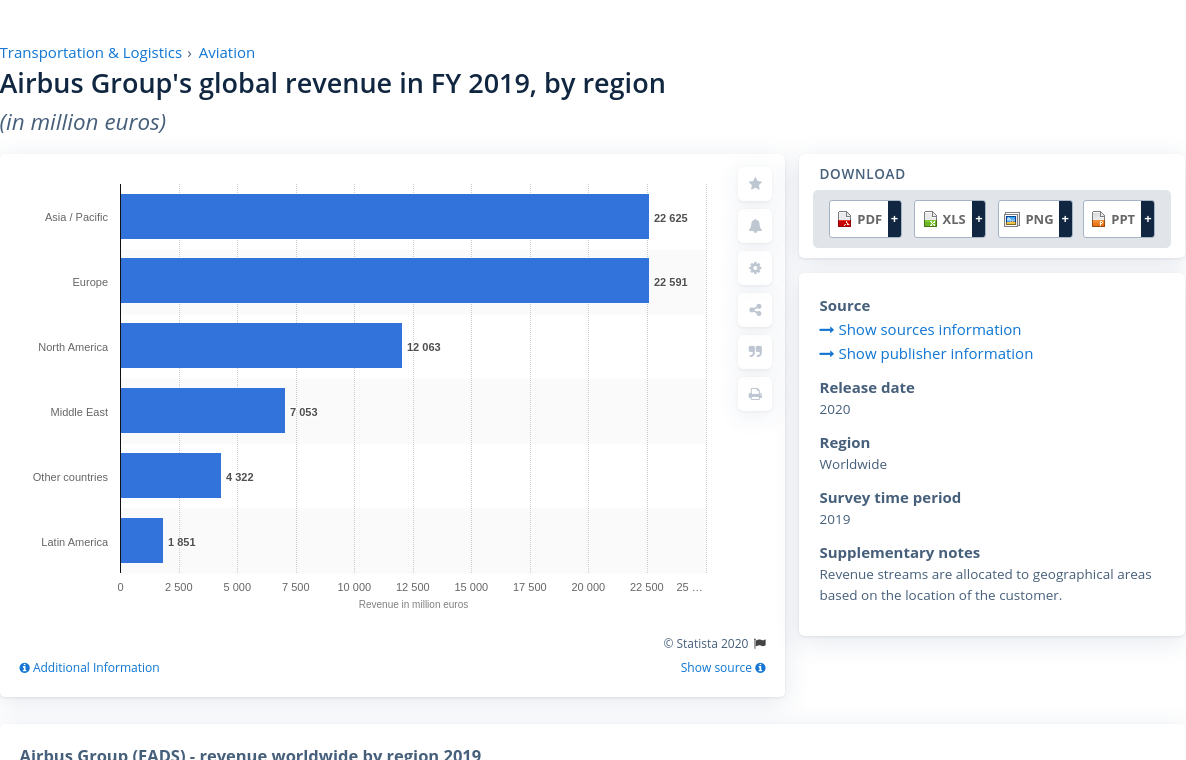 Transportation & Logistics › Aviation
Airbus Group's global revenue in FY 2019, by region
(in million euros)
Asia / Pacific 22 625
Europe 22 591
North America 12 063
Middle East 7 053
Other countries 4 322
Latin America 1 851
0 2 500 5 000 7 500 10 000 12 500 15 000 17 500 20 000 22 500 25 …
Revenue in million euros
© Statista 2020
Additional Information Show source
DOWNLOAD
PDF + XLS + PNG + PPT +
Source
Show sources information
Show publisher information
Release date
2020
Region
Worldwide
Survey time period
2019
Supplementary notes
Revenue streams are allocated to geographical areas
based on the location of the customer.
Airbus Group (EADS) - revenue worldwide by region 2019